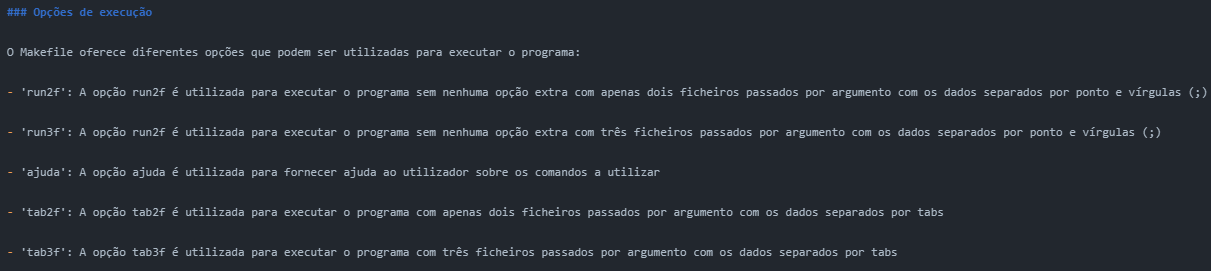 ### Opções de execução
O Makefile oferece diferentes opções que podem ser utilizadas para executar o programa:
- 'run2f': A opção run2f é utilizada para executar o programa sem nenhuma opção extra com apenas dois ficheiros passados por argumento com os dados separados por ponto e vírgulas (;)
- 'run3f': A opção run2f é utilizada para executar o programa sem nenhuma opção extra com três ficheiros passados por argumento com os dados separados por ponto e vírgulas (;)
- 'ajuda': A opção ajuda é utilizada para fornecer ajuda ao utilizador sobre os comandos a utilizar
- 'tab2f': A opção tab2f é utilizada para executar o programa com apenas dois ficheiros passados por argumento com os dados separados por tabs
- 'tab3f': A opção tab3f é utilizada para executar o programa com três ficheiros passados por argumento com os dados separados por tabs